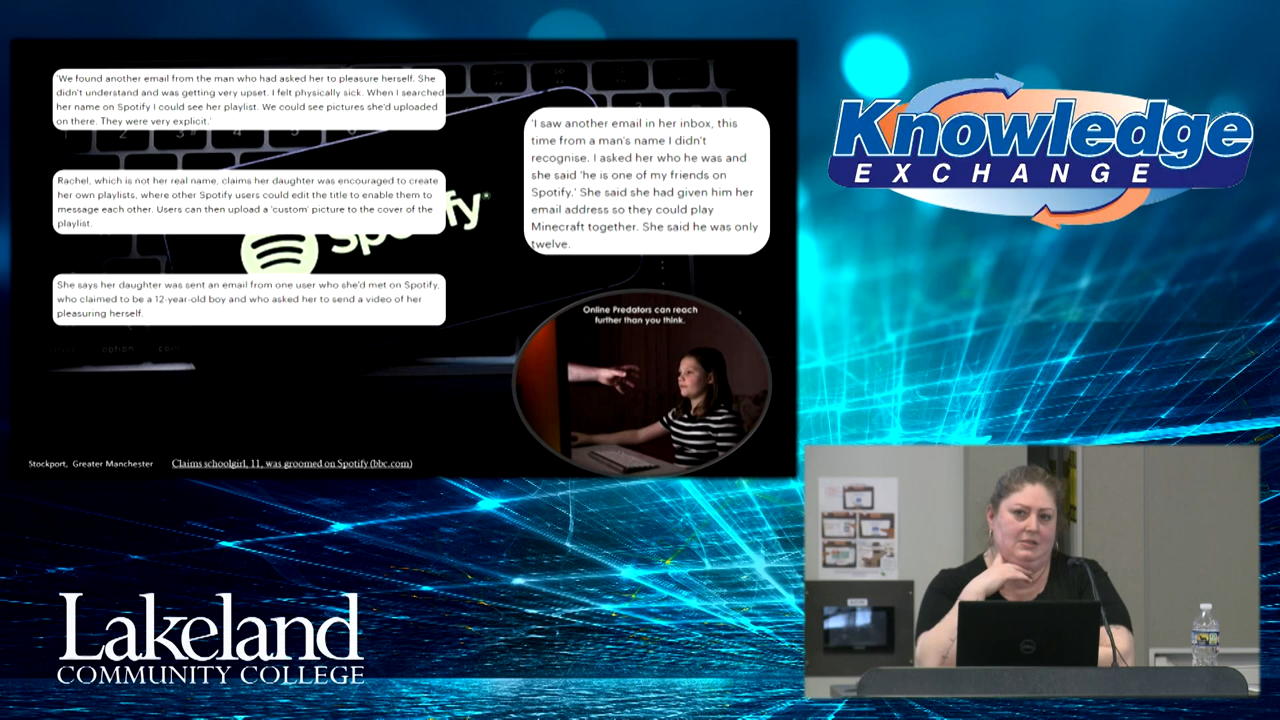 'We found another email from the man who had asked her to pleasure herself. She
didn't understand and was getting very upset. I felt physically sick. When I searched
her name on Spotify I could see her playlist. We could see pictures she'd uploaded
on there. They were very explicit.'
Rachel, which is not her real name, claims her daughter was encouraged to create
her own playlists, where other Spotify users could edit the title to enable them to
message each other. Users can then upload a 'custom' picture to the cover of the
playlist.
She says her daughter was sent an email from one user who she'd met on Spotify,
who claimed to be a 12-year-old boy and who asked her to send a video of her
pleasuring herself.
'I saw another email in her inbox, this
time from a man's name I didn't
recognise. I asked her who he was and
she said 'he is one of my friends on
Spotify.' She said she had given him her
email address so they could play
Minecraft together. She said he was only
twelve.
Online Predators can reach
further than you think.
option
Stockport, Greater Manchester
Claims schoolgirl, 11, was groomed on Spotify (bbc.com)
Knowledge
EXCHANGE
Lakeland
COMMUNITY COLLEGE
DELL